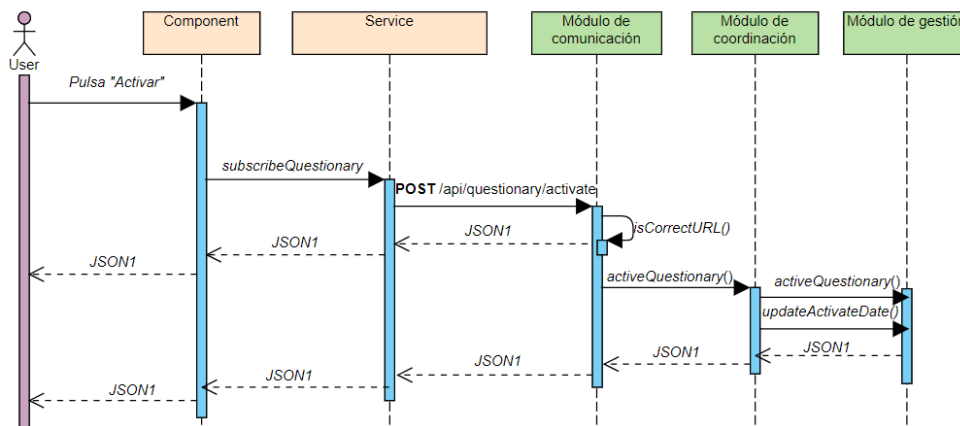 Component
Service
Módulo de
comunicación
Módulo de
coordinación
Módulo de gestión
User
Pulsa "Activar"
subscribeQuestionary
POST /api/questionary/activate
isCorrectURL()
JSON1
JSON1
JSON1
activeQuestionary()
activeQuestionary()
updateActivateDate()
JSON1
JSON1
JSON1
JSON1
JSON1